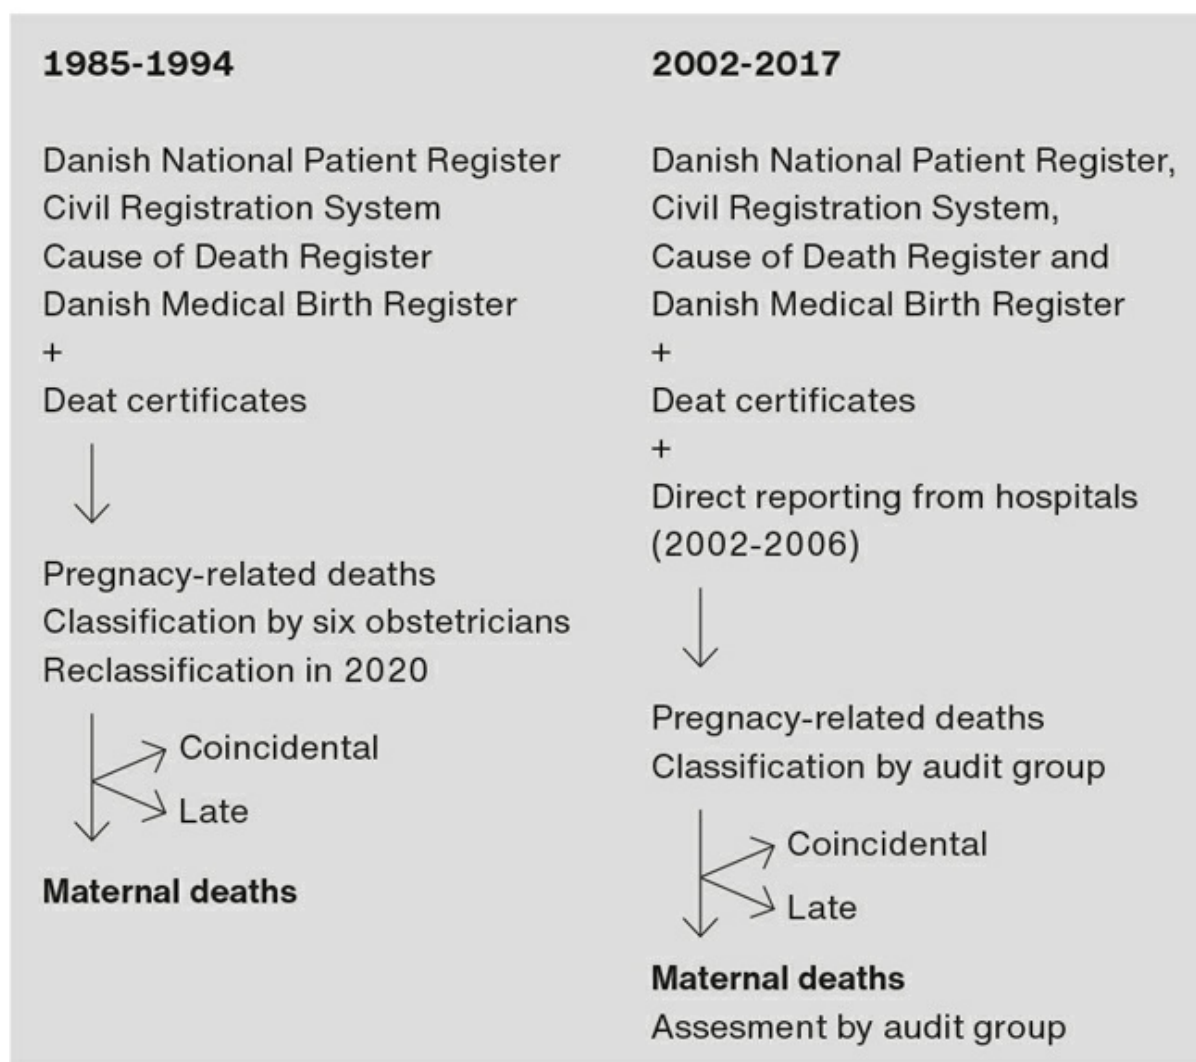 1985-1994
Danish National Patient Register
Civil Registration System
Cause of Death Register
Danish Medical Birth Register
+
Deat certificates
Pregnacy-related deaths
Classification by six obstetricians
Reclassification in 2020
Coincidental
Late
Maternal deaths
2002-2017
Danish National Patient Register,
Civil Registration System,
Cause of Death Register and
Danish Medical Birth Register
+
Deat certificates
+
Direct reporting from hospitals
(2002-2006)
Pregnacy-related deaths
Classification by audit group
Coincidental
Late
Maternal deaths
Assesment by audit group